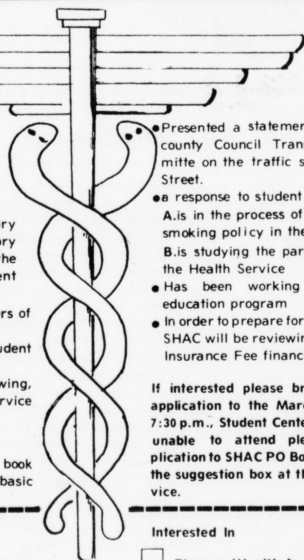 ry
ry
the
ent
ers of
udent
wing,
rvice
book
basic
•Presented a statemen
county Council Tran
mitte on the traffic s
Street.
•a response to student
A.is in the process of
smoking policy in the
B.is studying the par
the Health Service
• Has been working
education program
• In order to prepare for
SHAC will be reviewin
Insurance Fee financ
If interested please br
application to the Marc
7:30 p.m., Student Cente
unable to attend ple
plication to SHAC PO Bo
the suggestion box at th
vice.
Interested In